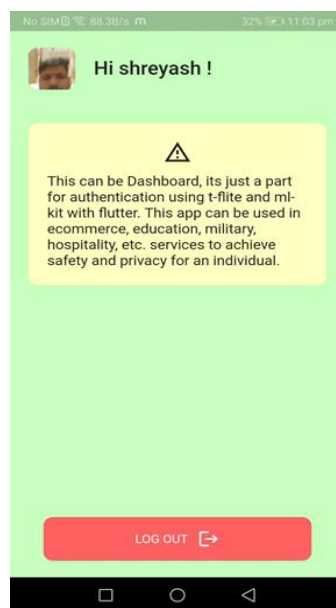 No SIM 88.3B/s m 32% 11:03 pm
Hi shreyash !
This can be Dashboard, its just a part
for authentication using t-flite and ml-
kit with flutter. This app can be used in
ecommerce, education, military,
hospitality, etc. services to achieve
safety and privacy for an individual.
LOG OUT